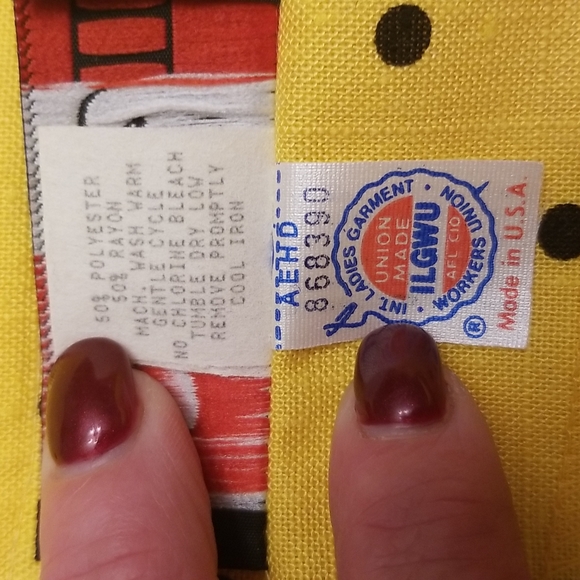 50% POLYESTER
50% RAYON
MACH WASH WARM
GENTLE CYCLE
NO CHLORINE BLEACH
TUMBLE DRY LOW
REMOVE PROMPTLY
COOL IRON
AEHD
868390
INT. LADIES GARMENT · WORKERS UNION ·
UNION
MADE
ILGWU
AFL CIO
®
Made in U.S.A.